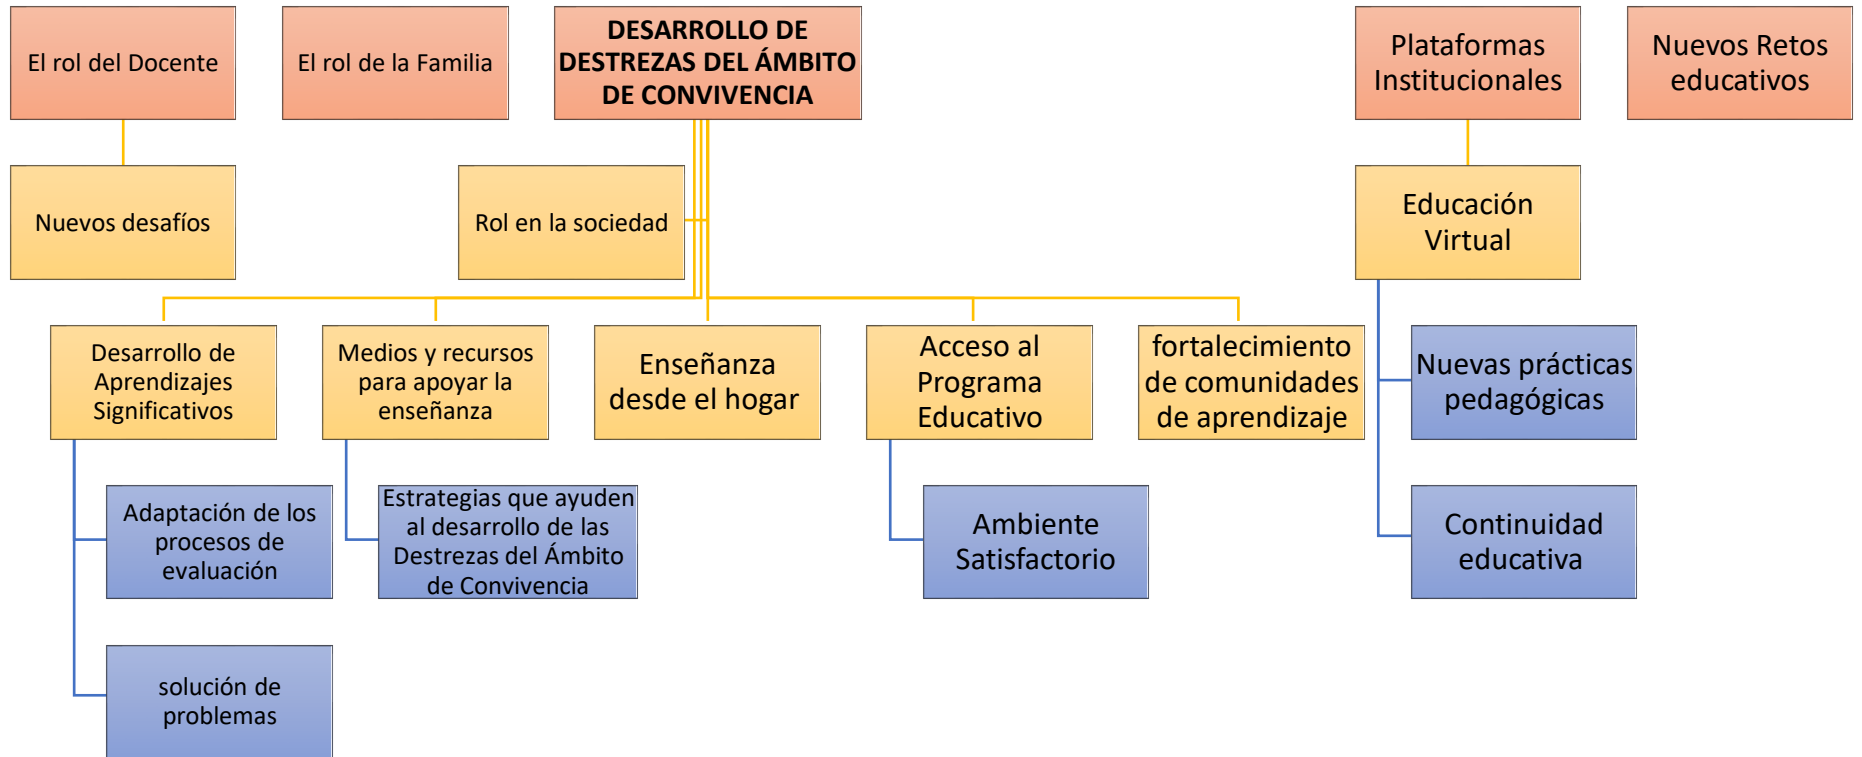 El rol del Docente
El rol de la Familia
DESARROLLO DE
DESTREZAS DEL ÁMBITO
DE CONVIVENCIA
Plataformas
Institucionales
Nuevos Retos
educativos
Nuevos desafíos
Rol en la sociedad
Educación
Virtual
Desarrollo de
Aprendizajes
Significativos
Medios y recursos
para apoyar la
enseñanza
Enseñanza
desde el hogar
Acceso al
Programa
Educativo
fortalecimiento
de comunidades
de aprendizaje
Nuevas prácticas
pedagógicas
Adaptación de los
procesos de
evaluación
Estrategias que ayuden
al desarrollo de las
Destrezas del Ámbito
de Convivencia
Ambiente
Satisfactorio
Continuidad
educativa
solución de
problemas